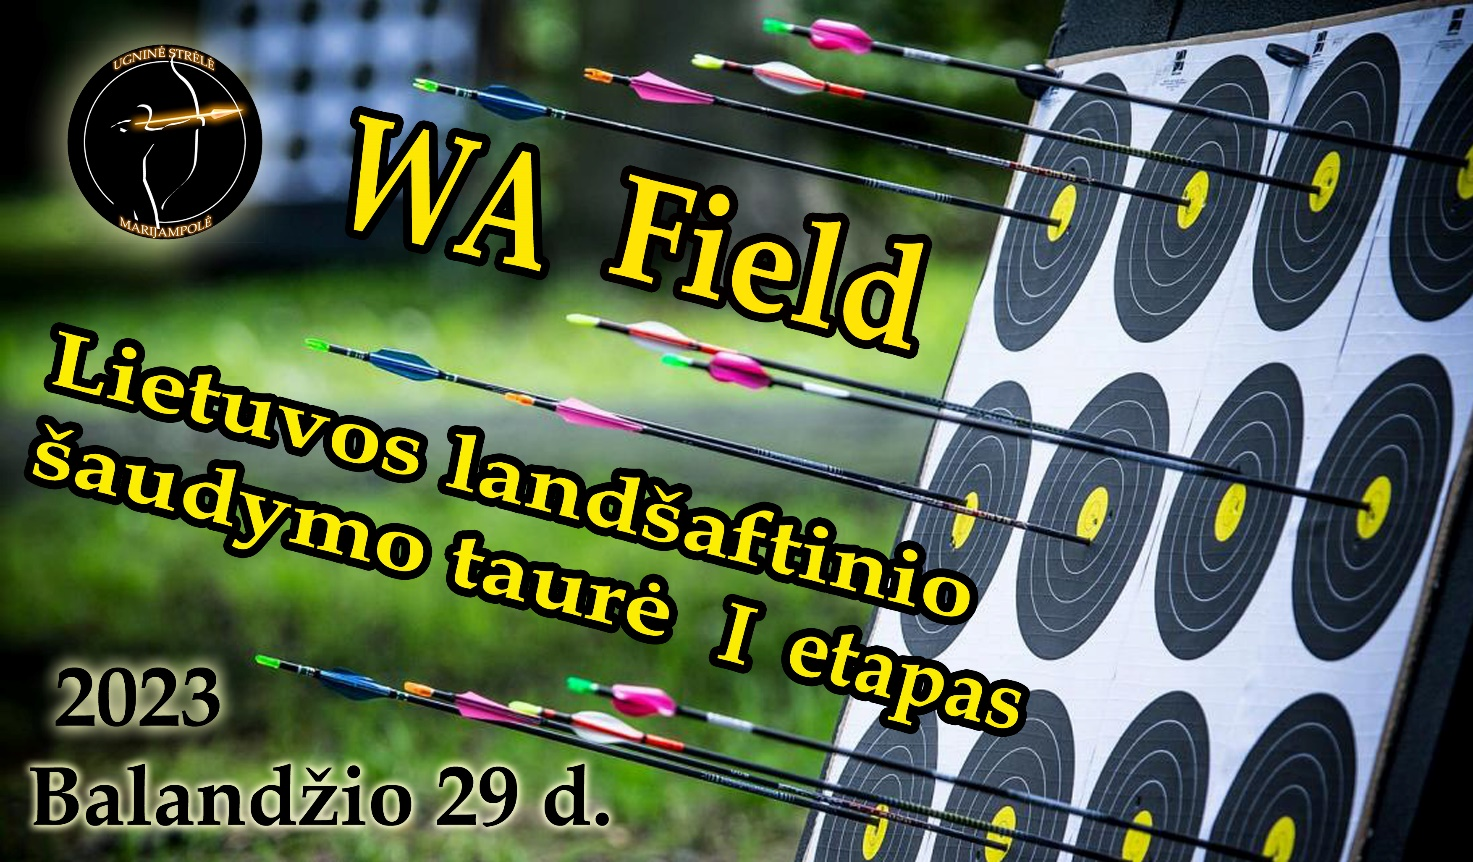 UGNINĖ STRĖLĖ
MARIJAMPOLĖ
WA Field
Lietuvos landšaftinio
šaudymo taurė I etapas
2023
Balandžio 29 d.